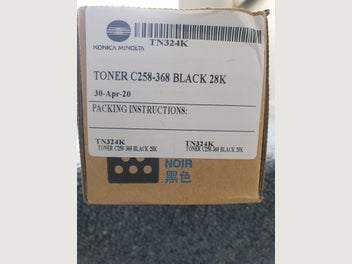 KONICA MINOLTA
TN324K
TONER C258-368 BLACK 28K
30-Apr-20
PACKING INSTRUCTIONS:
TN324K
TONER C258-368 BLACK 28K
TN324K
TONER C258-368 BLACK 28K
NOIR
黑色